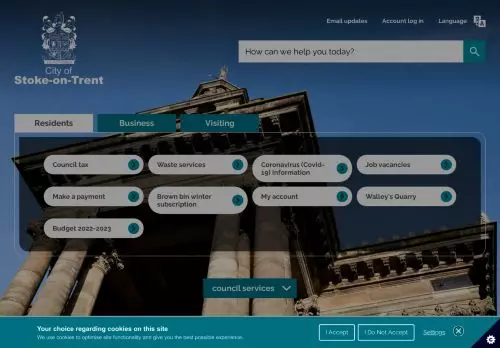 Email updates
Account log in
Language
City of
Stoke-on-Trent
How can we help you today?
Residents
Business
Visiting
Council tax
Waste services
Coronavirus (Covid-
19) Information
Job vacancies
Make a payment
Brown bin winter
subscription
My account
Walley's Quarry
Budget 2022-2023
council services
Your choice regarding cookies on this site
We use cookies to optimise site functionality and give you the best possible experience.
I Accept
I Do Not Accept
Settings